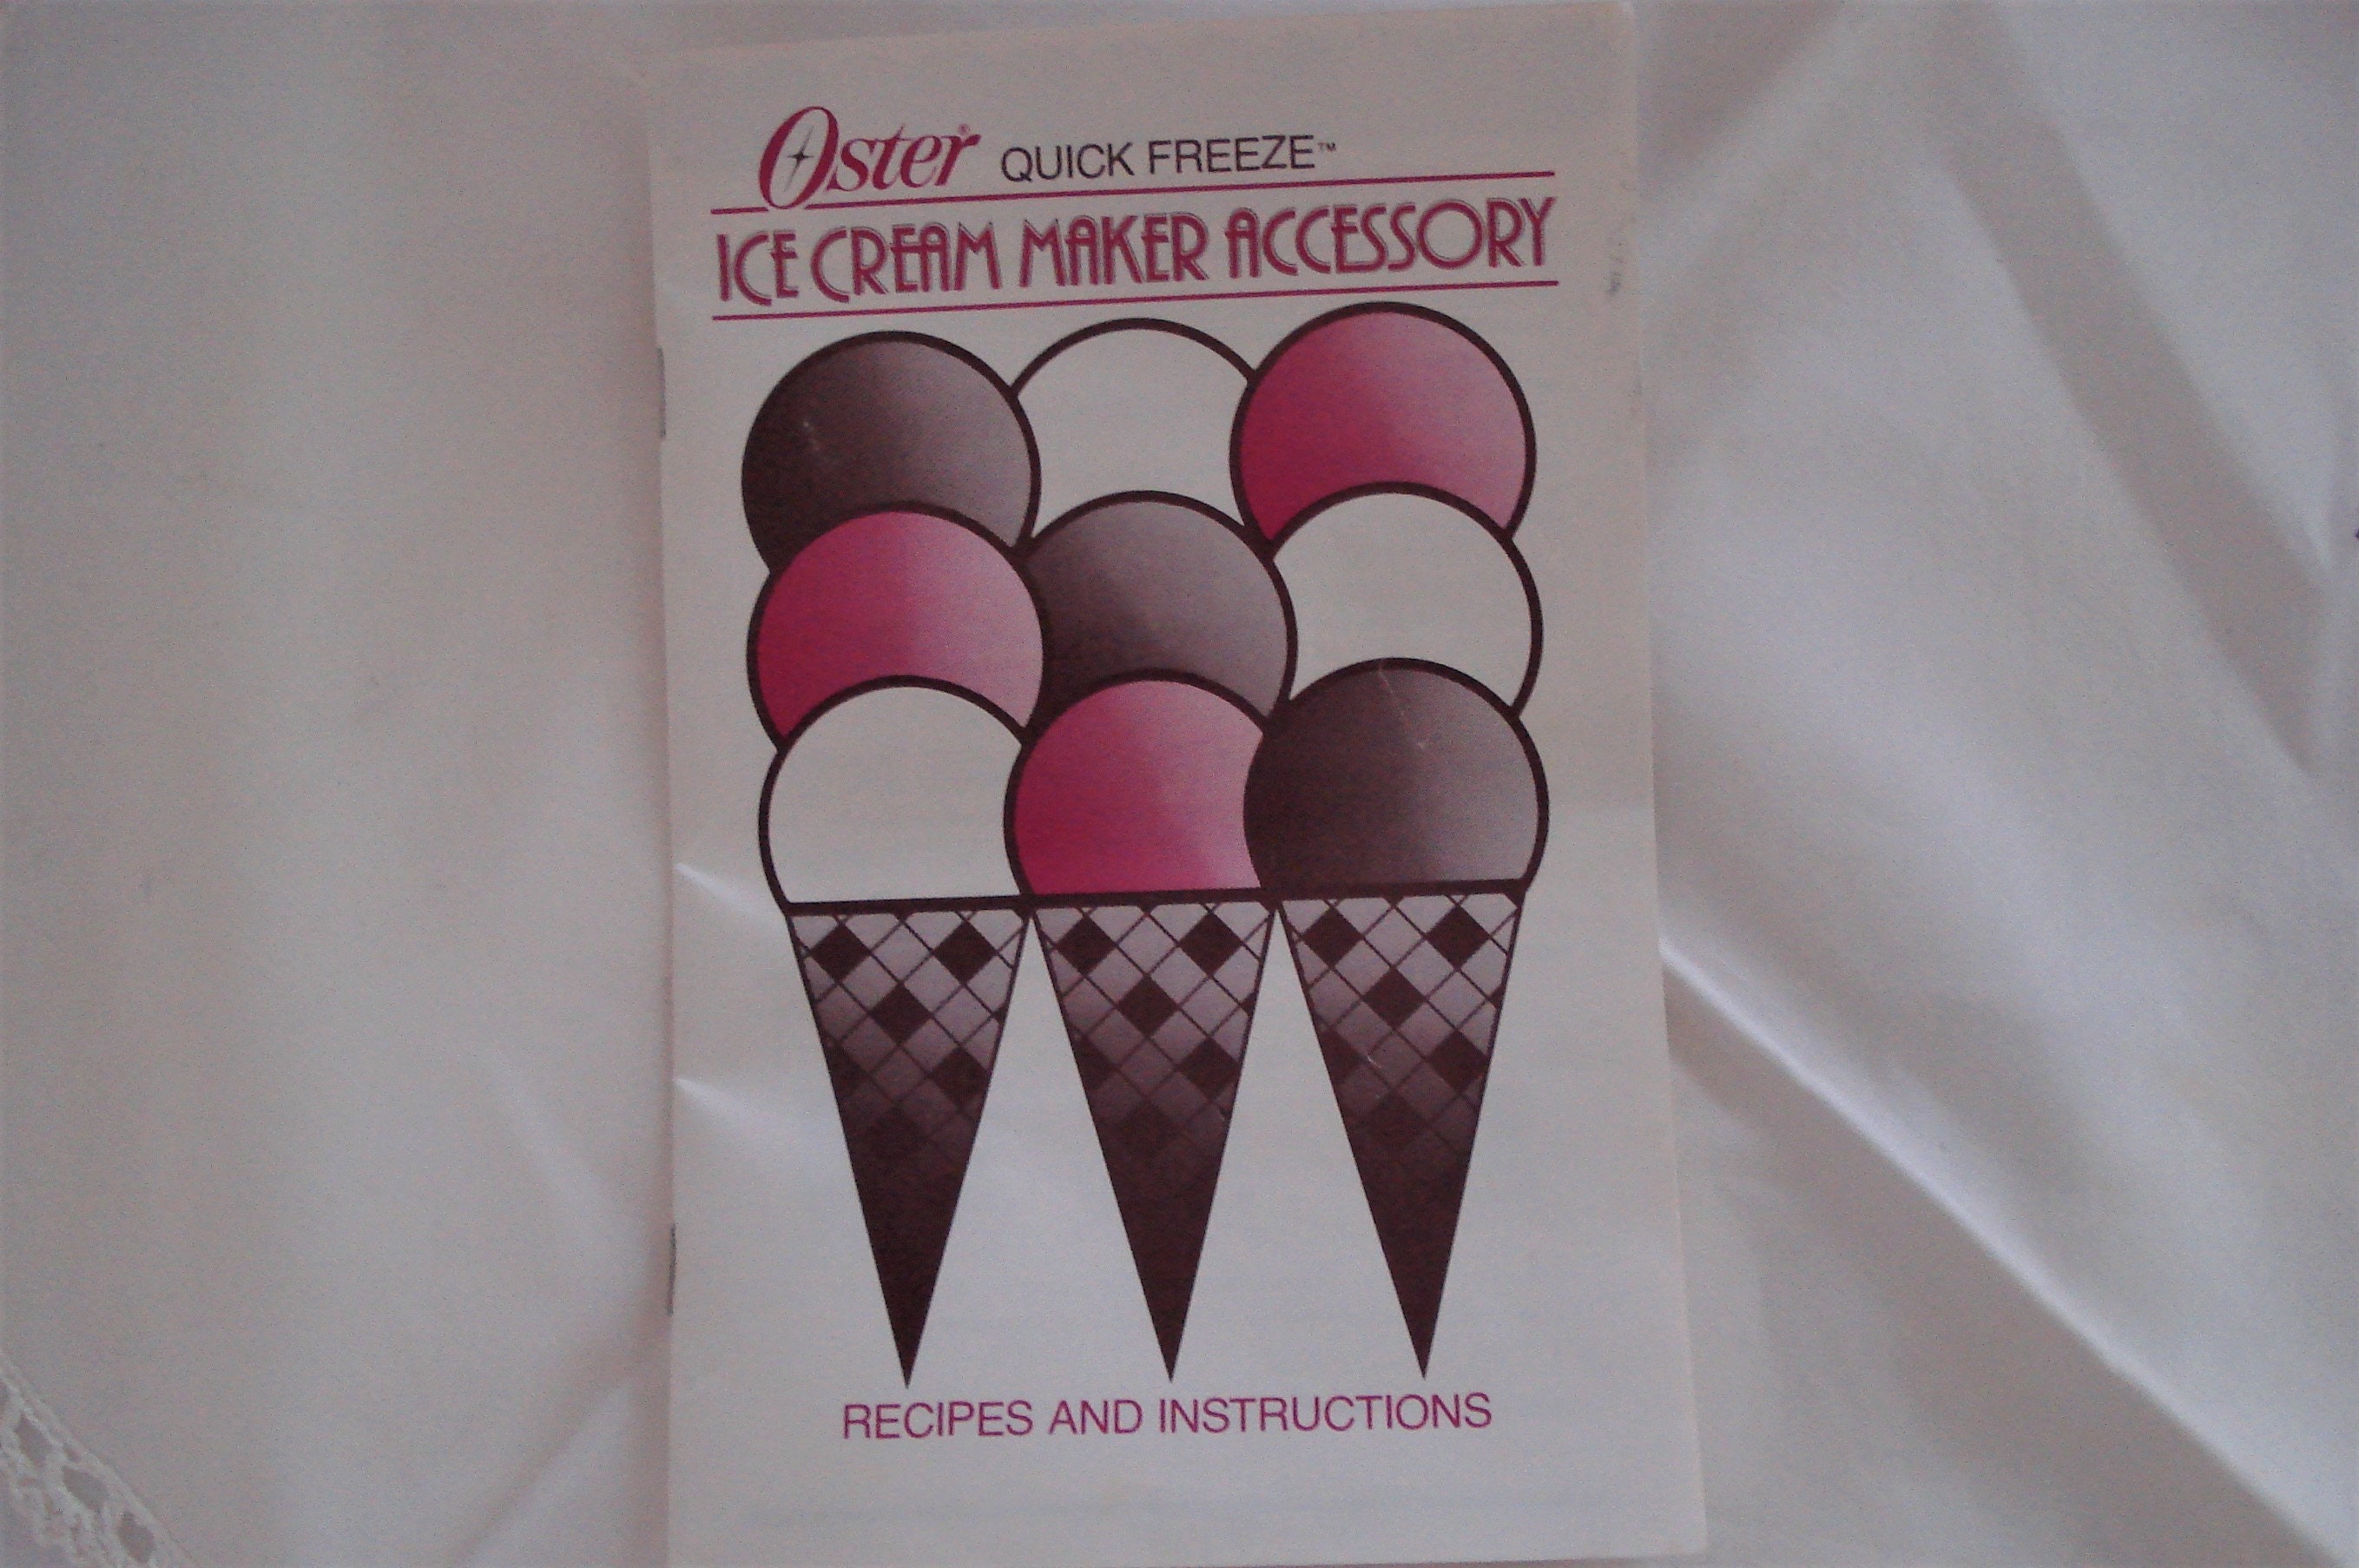 Oster® QUICK FREEZE™
ICE CREAM MAKER ACCESSORY
RECIPES AND INSTRUCTIONS